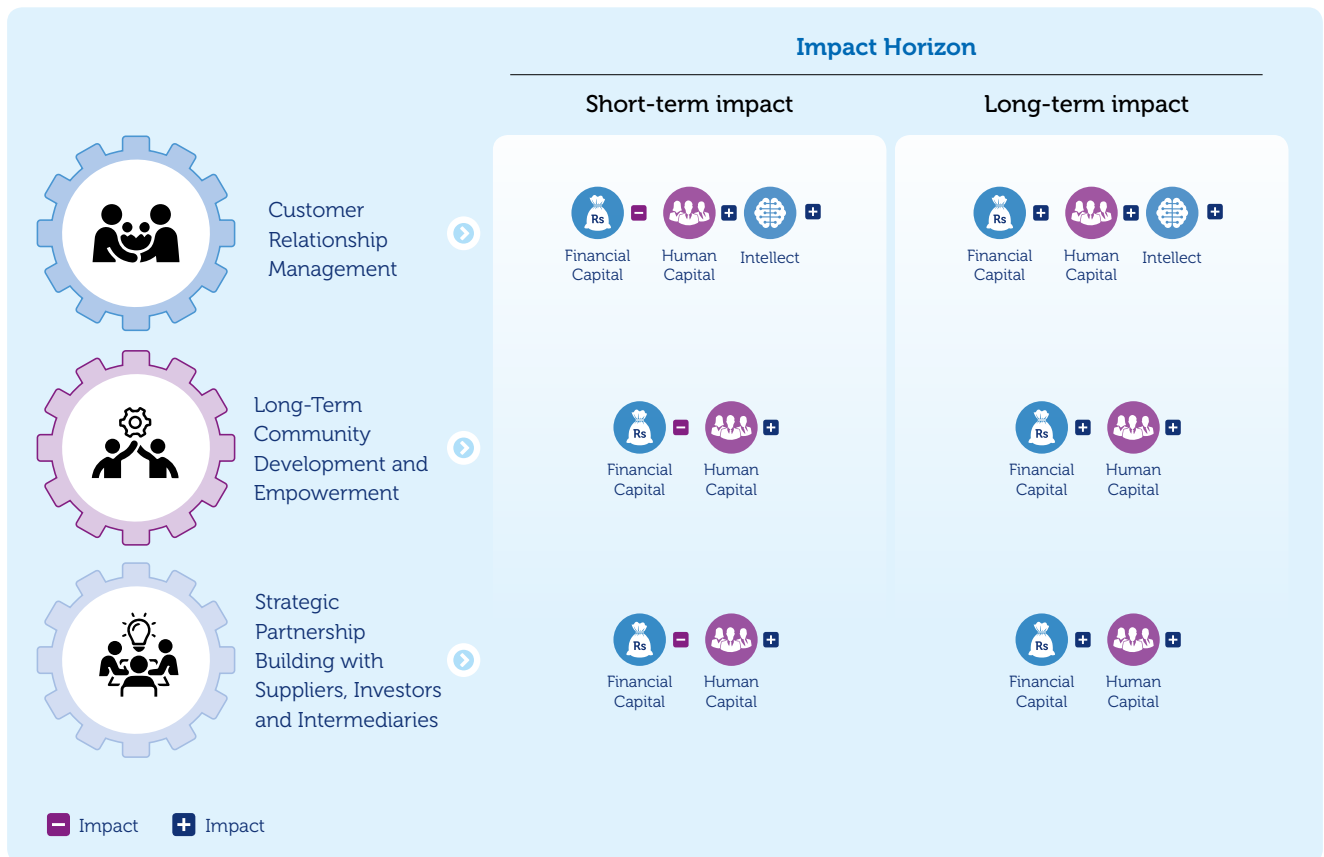 Impact Horizon
Short-term impact
Long-term impact
Customer
Relationship
Management
Rs
Financial
Capital
Human
Capital
Intellect
Rs
Financial
Capital
Human
Capital
Intellect
Long-Term
Community
Development and
Empowerment
Rs
Financial
Capital
Human
Capital
Rs
Financial
Capital
Human
Capital
Strategic
Partnership
Building with
Suppliers, Investors
and Intermediaries
Rs
Financial
Capital
Human
Capital
Rs
Financial
Capital
Human
Capital
Impact
Impact